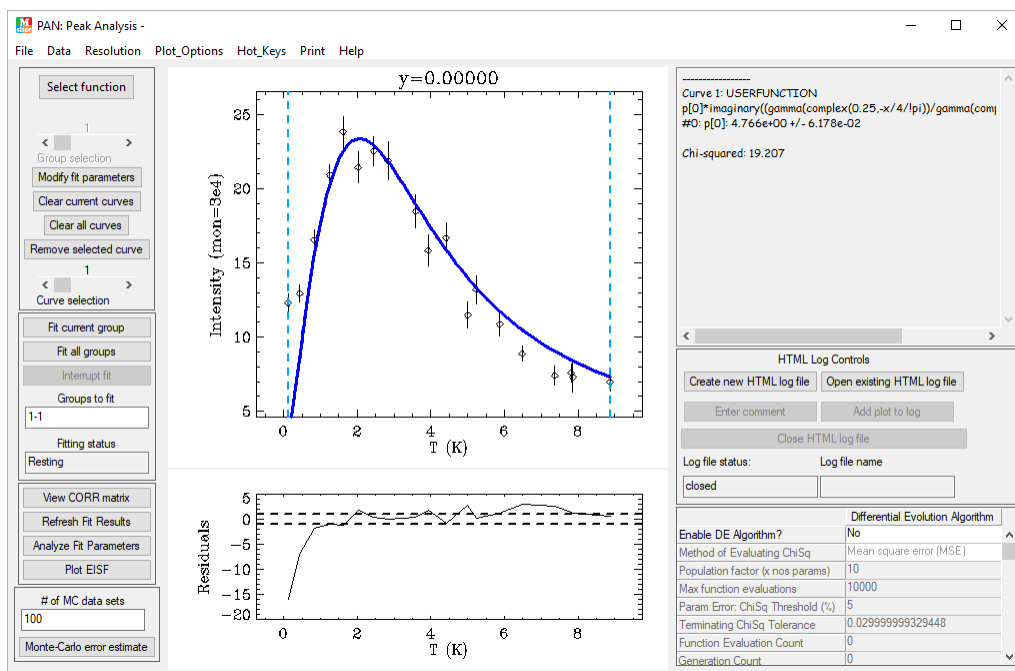 PAN: Peak Analysis -
File Data Resolution Plot_Options Hot_Keys Print Help
Select function
1
Group selection
Modify fit parameters
Clear current curves
Clear all curves
Remove selected curve
1
Curve selection
Fit current group
Fit all groups
Interrupt fit
Groups to fit
1-1
Fitting status
Resting
View CORR matrix
Refresh Fit Results
Analyze Fit Parameters
Plot EISF
# of MC data sets
100
Monte-Carlo error estimate
y=0.00000
25
20
15
10
5
Intensity (mon=3e4)
0 2 4 6 8
T (K)
5
0
-5
-10
-15
-20
Residuals
0 2 4 6 8
T (K)
-----------------
Curve 1: USERFUNCTION
p[0]*imaginary((gamma(complex(0.25,-x/4/!pi))/gamma(com
#0: p[0]: 4.766e+00 +/- 6.178e-02
Chi-squared: 19.207
HTML Log Controls
Create new HTML log file Open existing HTML log file
Enter comment Add plot to log
Close HTML log file
Log file status: Log file name
closed
Differential Evolution Algorithm
Enable DE Algorithm? No
Method of Evaluating ChiSq Mean square error (MSE)
Population factor (x nos params) 10
Max function evaluations 10000
Param Error: ChiSq Threshold (%) 5
Terminating ChiSq Tolerance 0.029999999329448
Function Evaluation Count 0
Generation Count 0